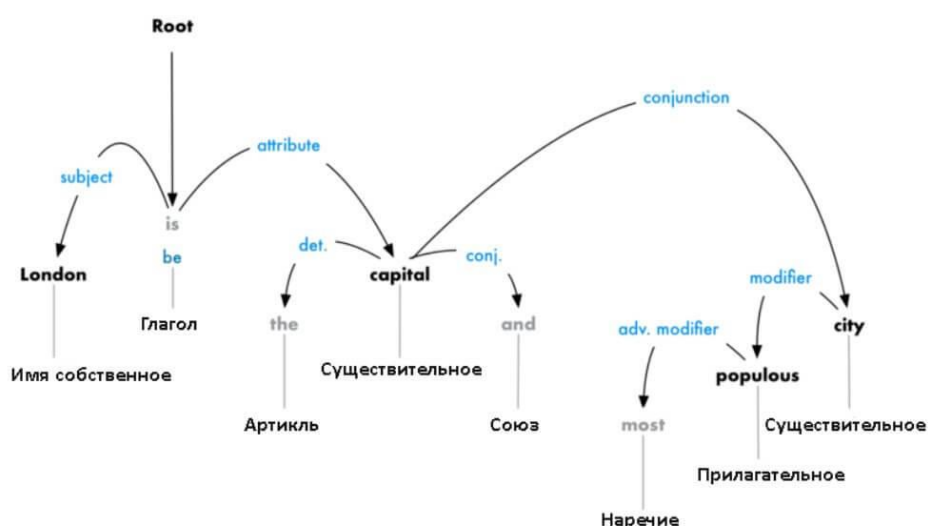 Root
conjunction
attribute
subject
is
det.
conj.
be
London
capital
modifier
Глагол
the
and
adv. modifier
city
Имя собственное
Существительное
populous
Артикль
Союз
most
Существительное
Прилагательное
Наречие